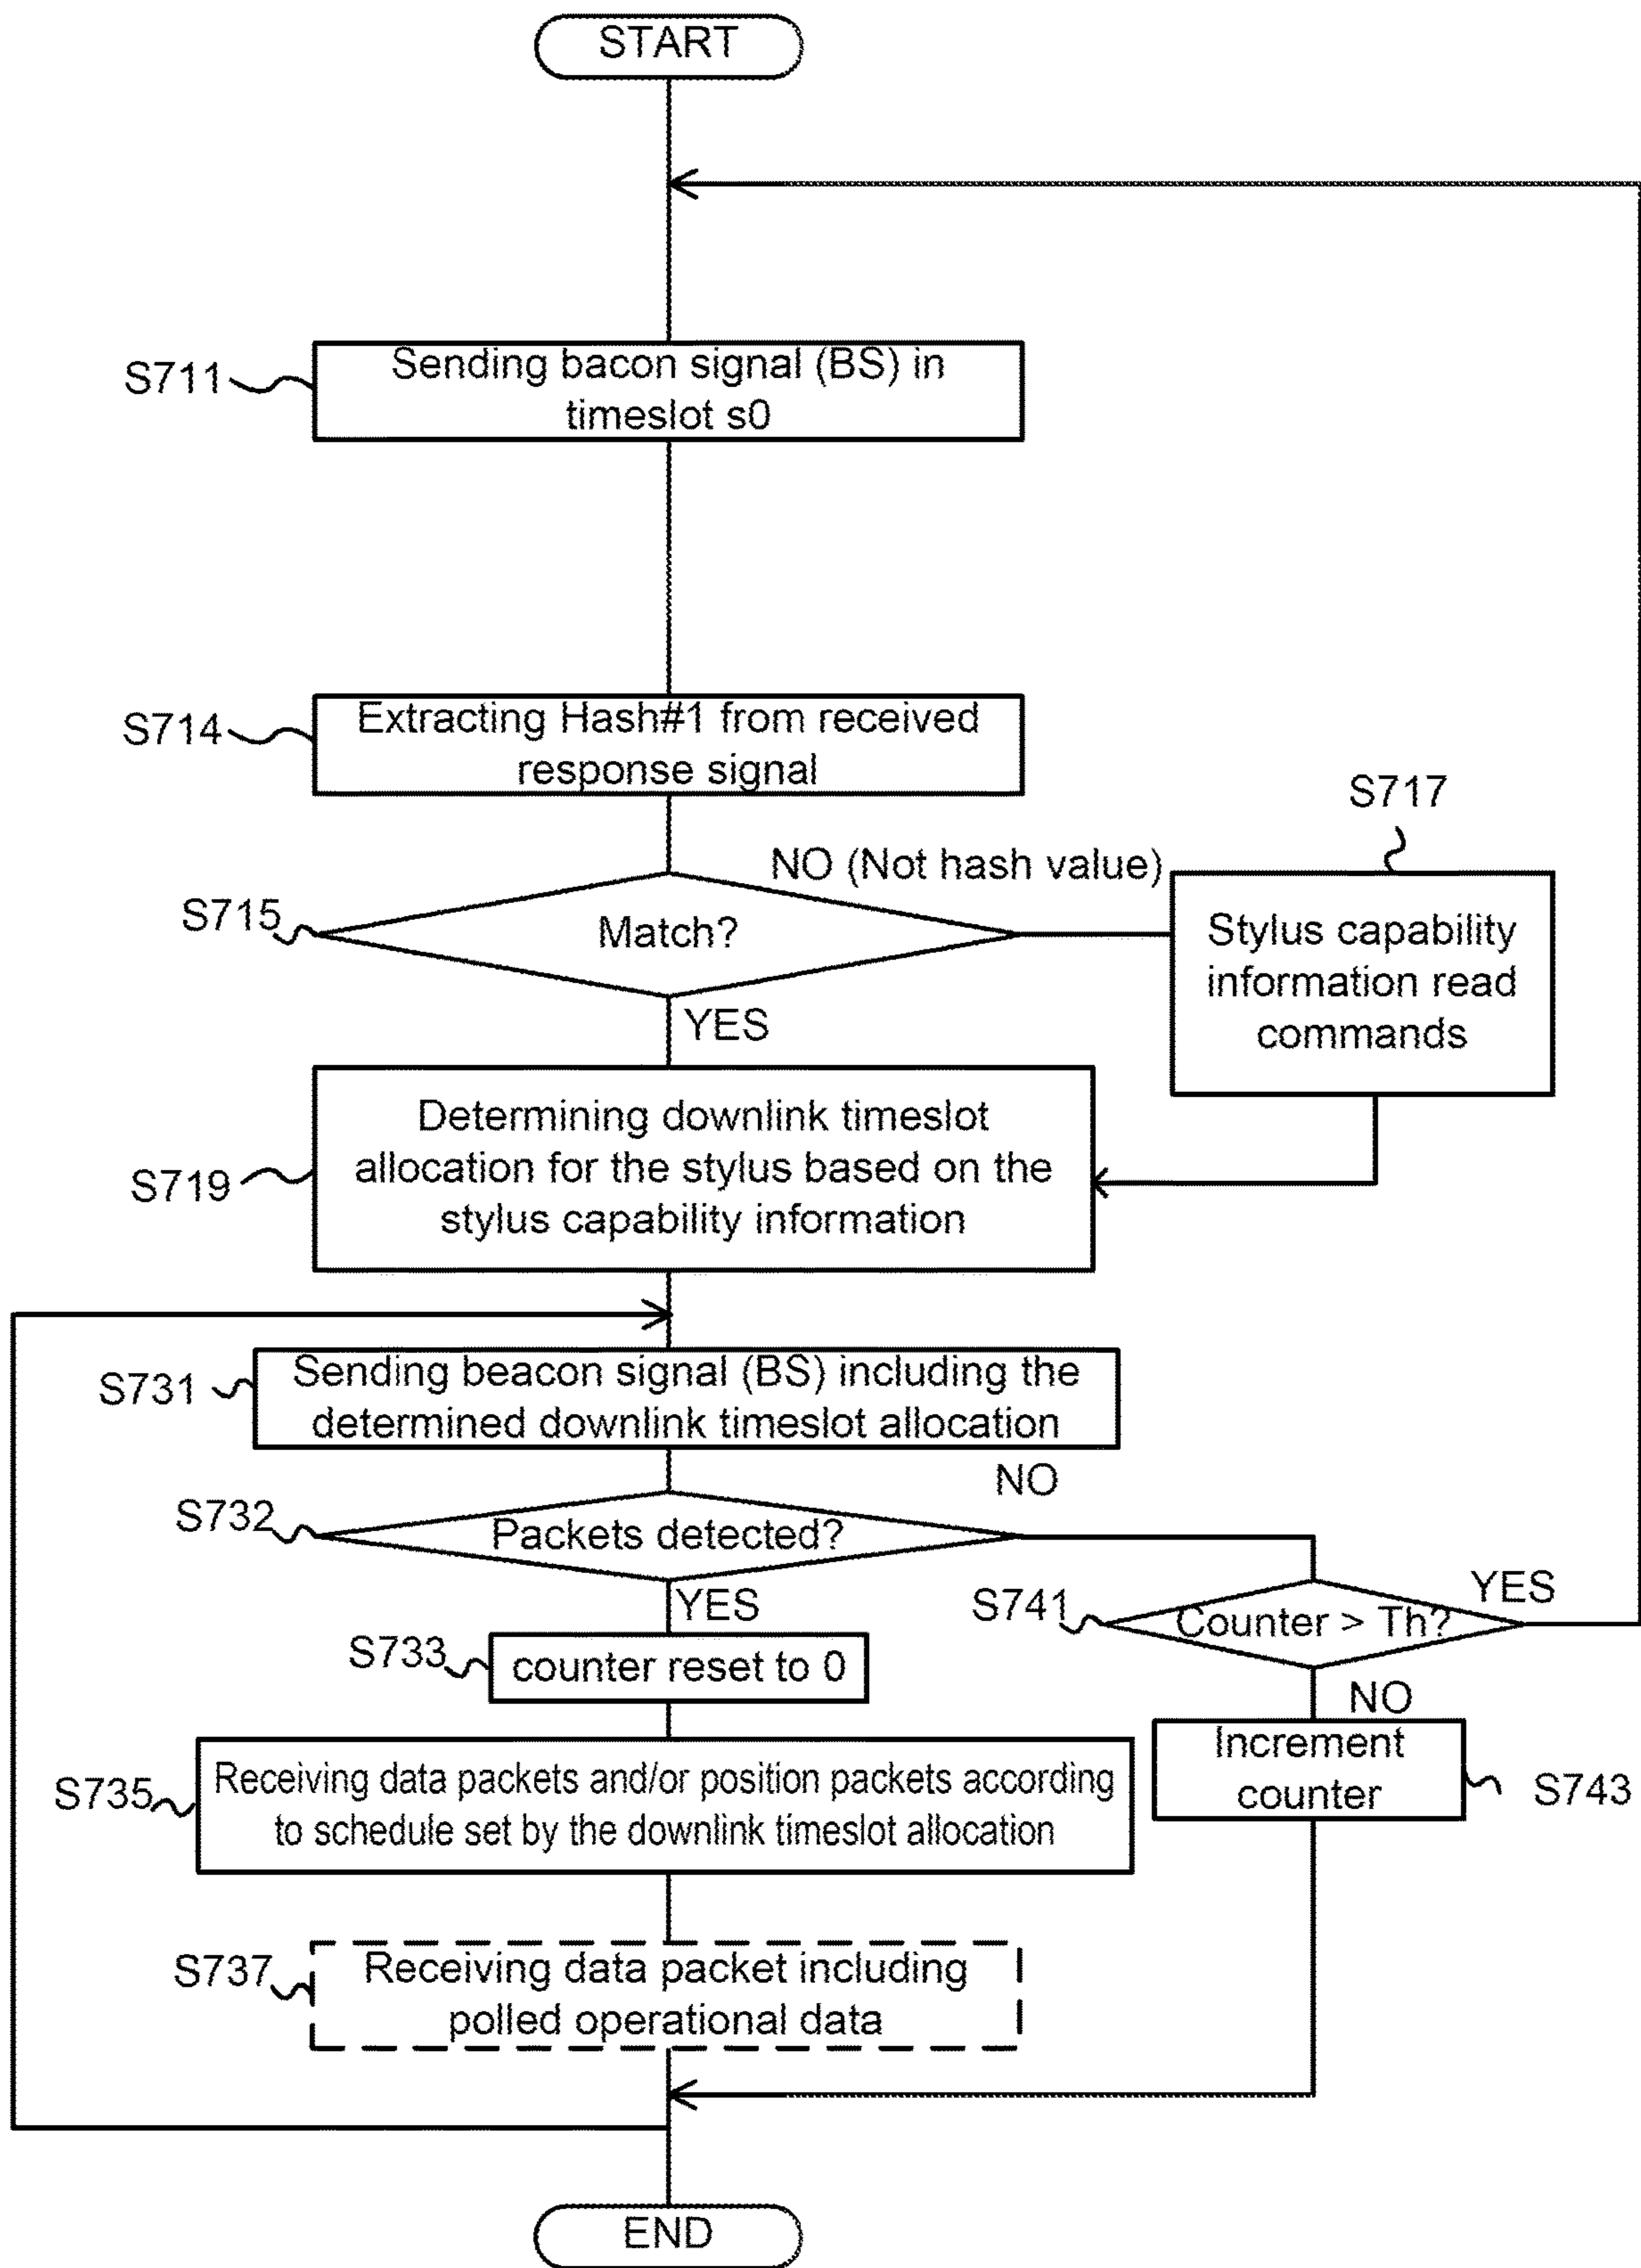 START
S711
Sending bacon signal (BS) in
timeslot s0
S714
Extracting Hash#1 from received
response signal
S717
NO (Not hash value)
S715
Match?
Stylus capability
information read
commands
YES
S719
Determining downlink timeslot
allocation for the stylus based on the
stylus capability information
S731
Sending beacon signal (BS) including the
determined downlink timeslot allocation
NO
S732
Packets detected?
YES
S741
Counter > Th?
YES
S733
counter reset to 0
NO
S735
Receiving data packets and/or position packets according
to schedule set by the downlink timeslot allocation
Increment
counter
S743
S737
Receiving data packet including
polled operational data
END